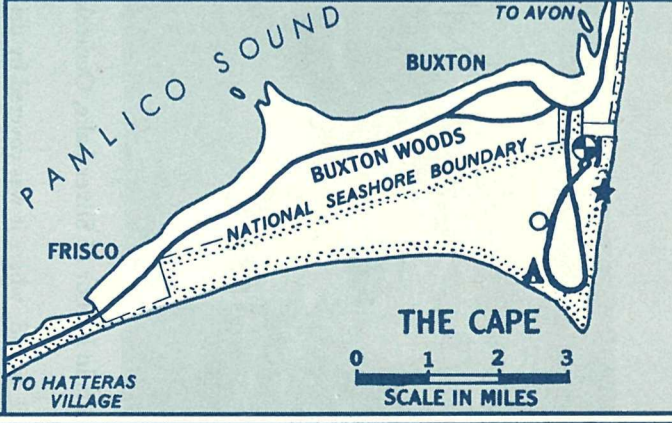 TO AVON
PAMLICO SOUND
BUXTON
BUXTON WOODS
NATIONAL SEASHORE BOUNDARY
FRISCO
THE CAPE
0 1 2 3
SCALE IN MILES
TO HATTERAS
VILLAGE